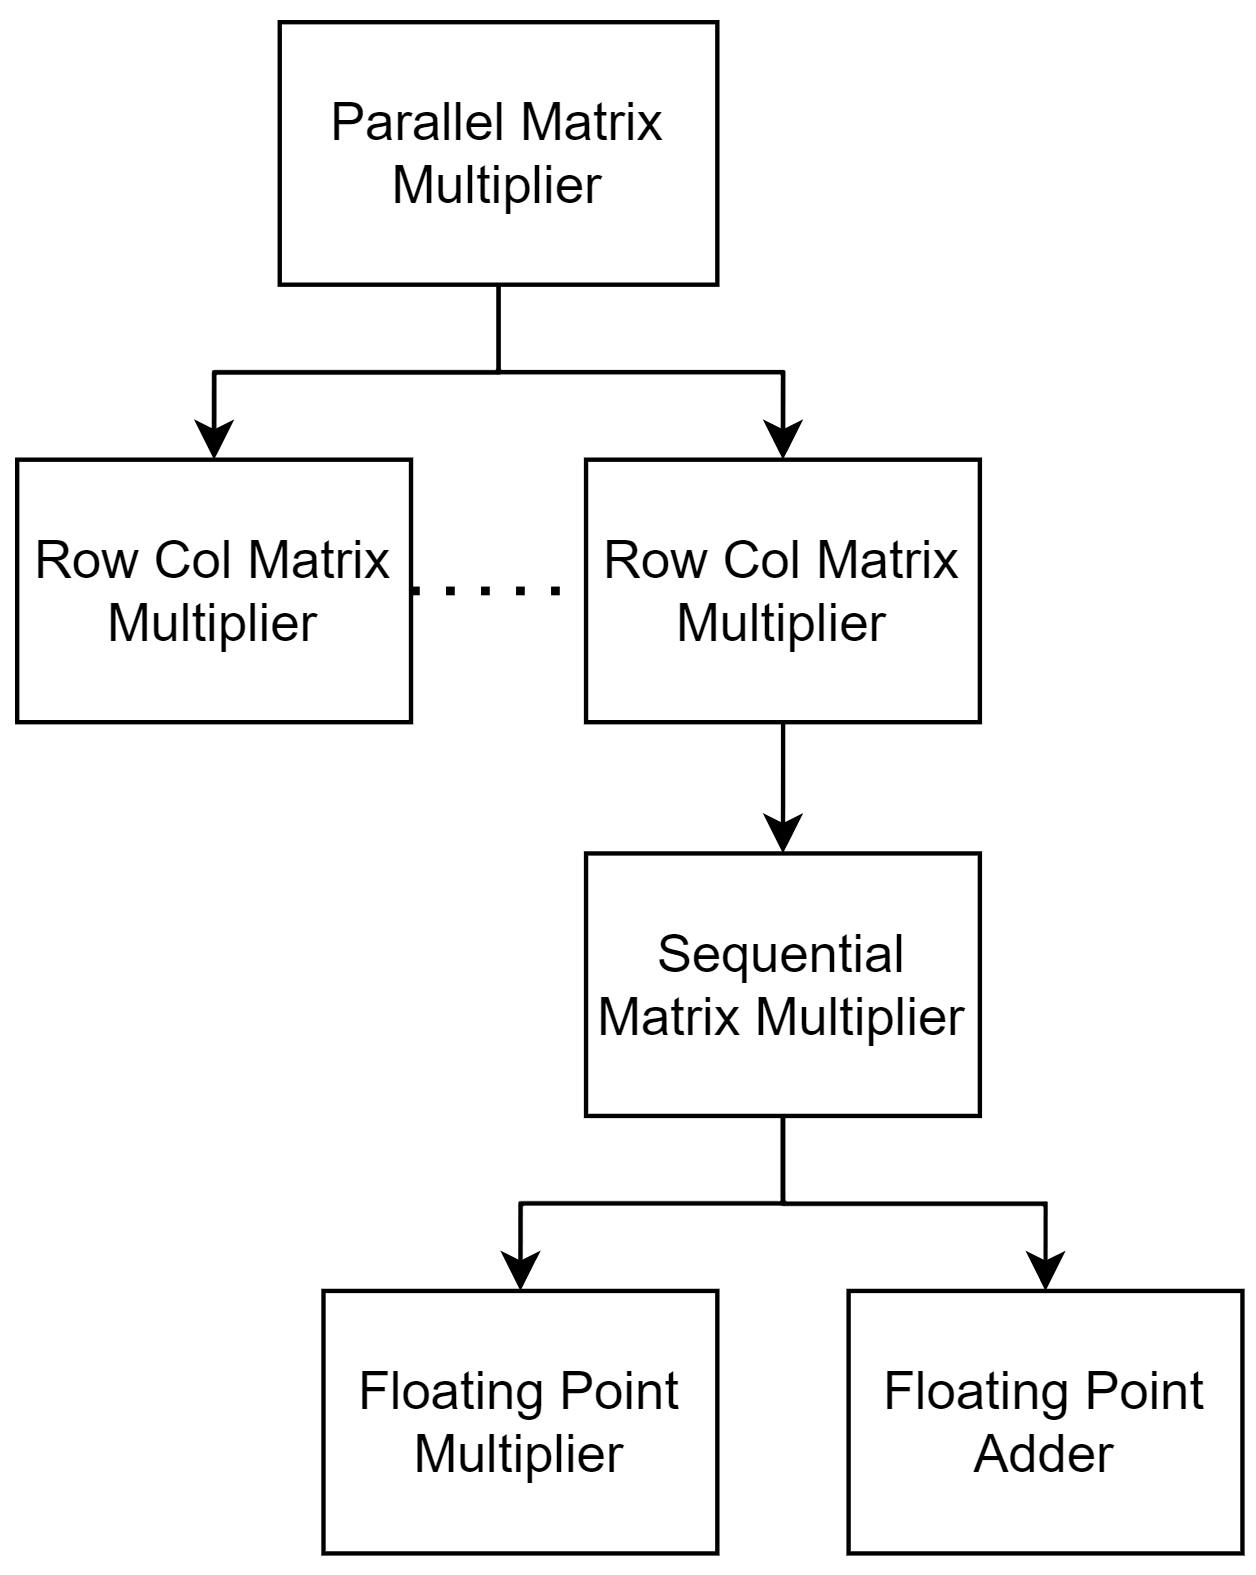 Parallel Matrix
Multiplier
Row Col Matrix
Multiplier
Row Col Matrix
Multiplier
Sequential
Matrix Multiplier
Floating Point
Multiplier
Floating Point
Adder